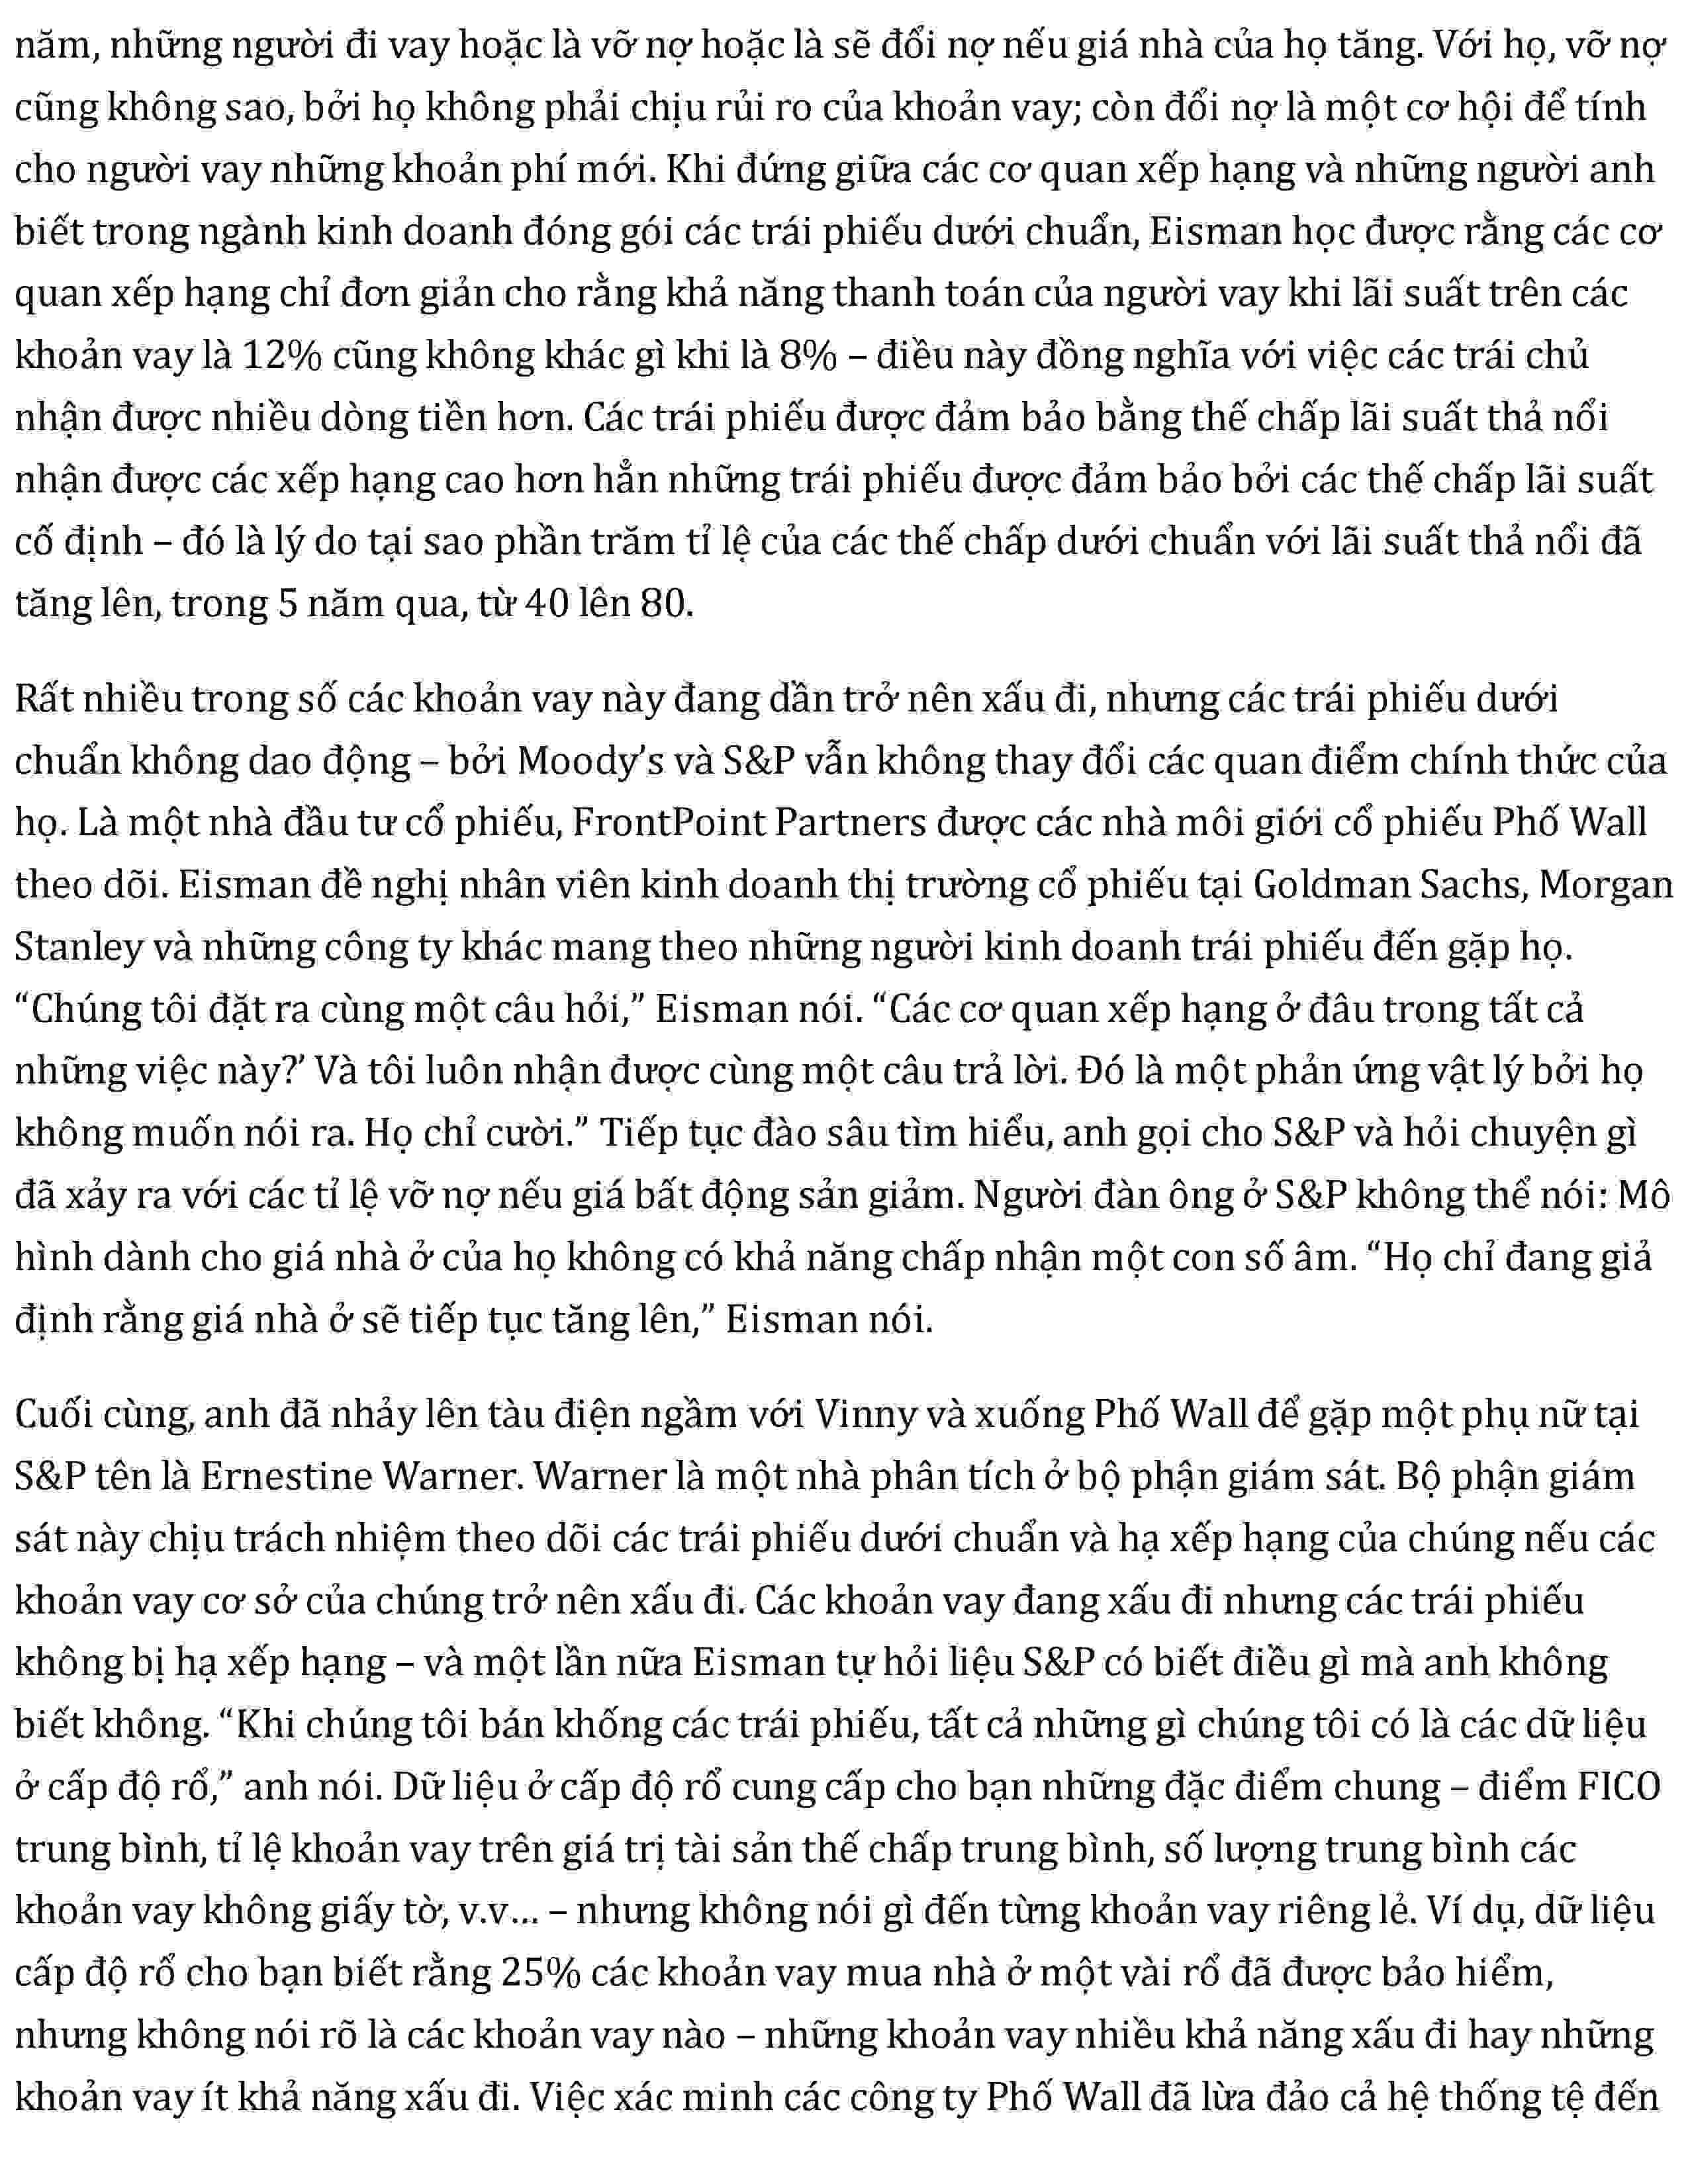 năm, những người đi vay hoặc là vỡ nợ hoặc là sẽ đổi nợ nếu giá nhà của họ tăng. Với họ, vỡ nợ
cũng không sao, bởi họ không phải chịu rủi ro của khoản vay; còn đổi nợ là một cơ hội để tính
cho người vay những khoản phí mới. Khi đứng giữa các cơ quan xếp hạng và những người anh
biết trong ngành kinh doanh đóng gói các trái phiếu dưới chuẩn, Eisman học được rằng các cơ
quan xếp hạng chỉ đơn giản cho rằng khả năng thanh toán của người vay khi lãi suất trên các
khoản vay là 12% cũng không khác gì khi là 8% – điều này đồng nghĩa với việc các trái chủ
nhận được nhiều dòng tiền hơn. Các trái phiếu được đảm bảo bằng thế chấp lãi suất thả nổi
nhận được các xếp hạng cao hơn hẳn những trái phiếu được đảm bảo bởi các thế chấp lãi suất
cố định – đó là lý do tại sao phần trăm tỉ lệ của các thế chấp dưới chuẩn với lãi suất thả nổi đã
tăng lên, trong 5 năm qua, từ 40 lên 80.
Rất nhiều trong số các khoản vay này đang dần trở nên xấu đi, nhưng các trái phiếu dưới
chuẩn không dao động – bởi Moody’s và S&P vẫn không thay đổi các quan điểm chính thức của
họ. Là một nhà đầu tư cổ phiếu, FrontPoint Partners được các nhà môi giới cổ phiếu Phố Wall
theo dõi. Eisman đề nghị nhân viên kinh doanh thị trường cổ phiếu tại Goldman Sachs, Morgan
Stanley và những công ty khác mang theo những người kinh doanh trái phiếu đến gặp họ.
“Chúng tôi đặt ra cùng một câu hỏi,” Eisman nói. “Các cơ quan xếp hạng ở đâu trong tất cả
những việc này?’ Và tôi luôn nhận được cùng một câu trả lời. Đó là một phản ứng vật lý bởi họ
không muốn nói ra. Họ chỉ cười.” Tiếp tục đào sâu tìm hiểu, anh gọi cho S&P và hỏi chuyện gì
đã xảy ra với các tỉ lệ vỡ nợ nếu giá bất động sản giảm. Người đàn ông ở S&P không thể nói: Mô
hình dành cho giá nhà ở của họ không có khả năng chấp nhận một con số âm. “Họ chỉ đang giả
định rằng giá nhà ở sẽ tiếp tục tăng lên,” Eisman nói.
Cuối cùng, anh đã nhảy lên tàu điện ngầm với Vinny và xuống Phố Wall để gặp một phụ nữ tại
S&P tên là Ernestine Warner. Warner là một nhà phân tích ở bộ phận giám sát. Bộ phận giám
sát này chịu trách nhiệm theo dõi các trái phiếu dưới chuẩn và hạ xếp hạng của chúng nếu các
khoản vay cơ sở của chúng trở nên xấu đi. Các khoản vay đang xấu đi nhưng các trái phiếu
không bị hạ xếp hạng – và một lần nữa Eisman tự hỏi liệu S&P có biết điều gì mà anh không
biết không. “Khi chúng tôi bán khống các trái phiếu, tất cả những gì chúng tôi có là các dữ liệu
ở cấp độ rổ,” anh nói. Dữ liệu ở cấp độ rổ cung cấp cho bạn những đặc điểm chung – điểm FICO
trung bình, tỉ lệ khoản vay trên giá trị tài sản thế chấp trung bình, số lượng trung bình các
khoản vay không giấy tờ, v.v... – nhưng không nói gì đến từng khoản vay riêng lẻ. Ví dụ, dữ liệu
cấp độ rổ cho bạn biết rằng 25% các khoản vay mua nhà ở một vài rổ đã được bảo hiểm,
nhưng không nói rõ là các khoản vay nào – những khoản vay nhiều khả năng xấu đi hay những
khoản vay ít khả năng xấu đi. Việc xác minh các công ty Phố Wall đã lừa đảo cả hệ thống tệ đến